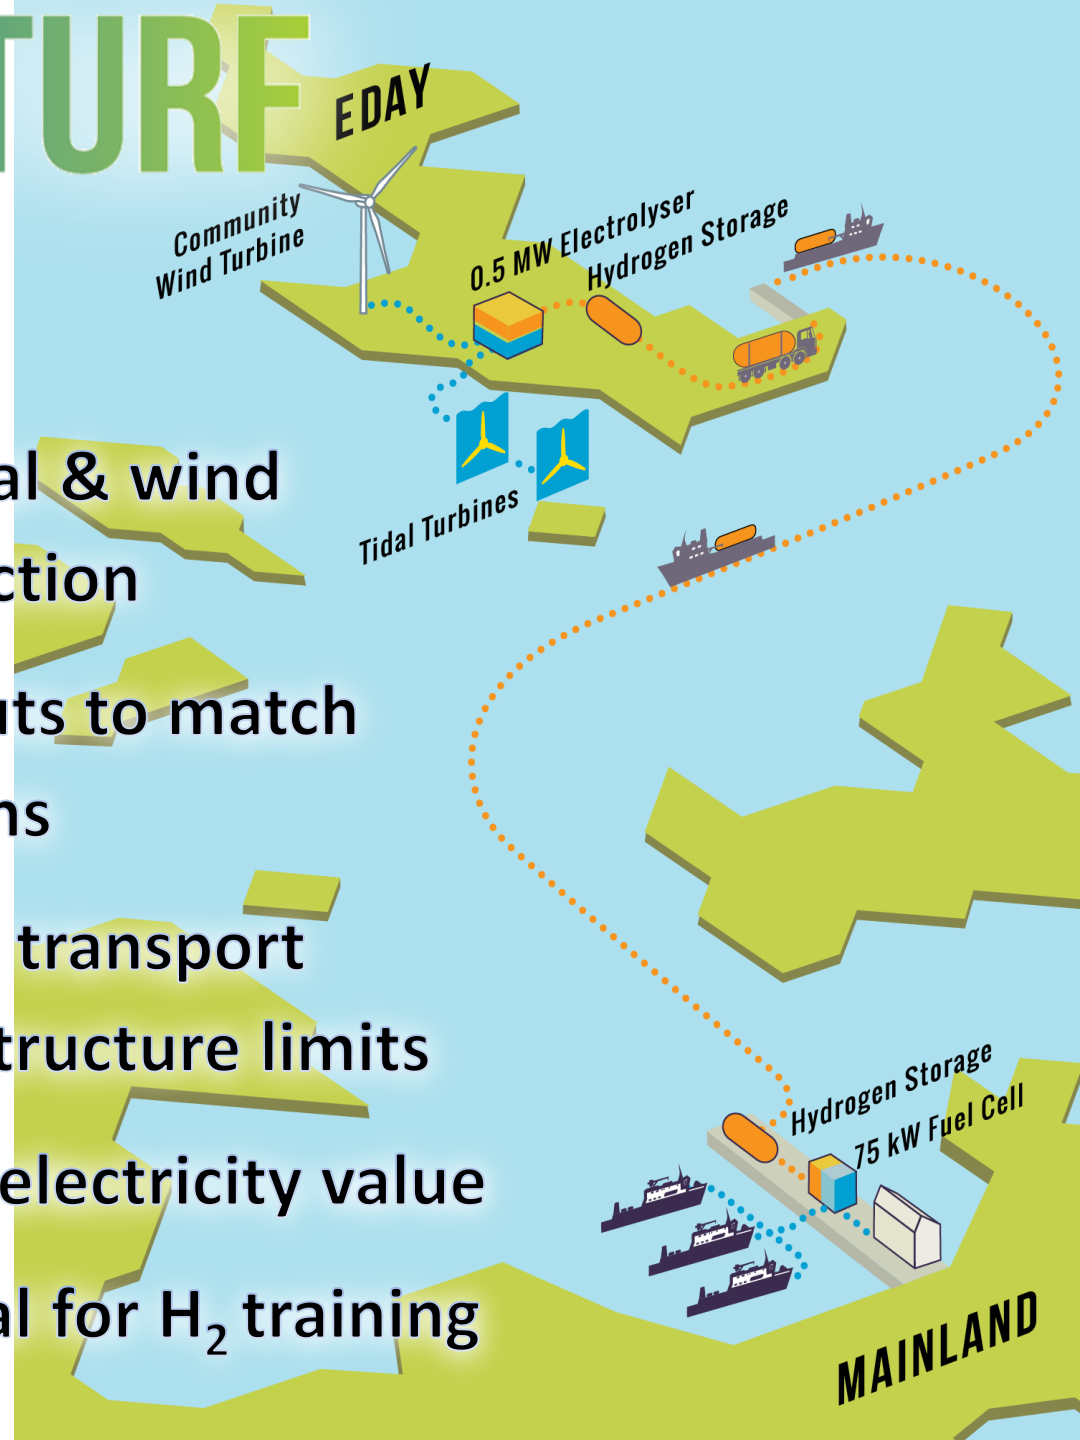 TURF
EDAY
Community
Wind Turbine
0.5 MW Electrolyser
Hydrogen Storage
Tidal Turbines
al & wind
ction
uts to match
ns
transport
tructure limits
electricity value
al for H₂ training
Hydrogen Storage
75 kW Fuel Cell
MAINLAND